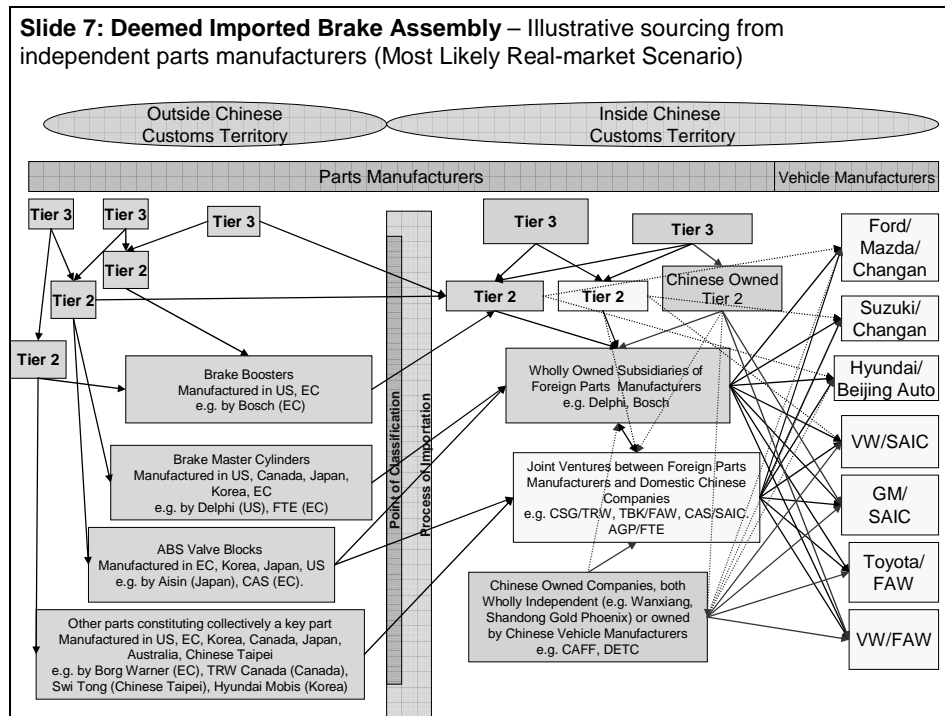 Slide 7: Deemed Imported Brake Assembly – Illustrative sourcing from
independent parts manufacturers (Most Likely Real-market Scenario)
Outside Chinese
Customs Territory
Inside Chinese
Customs Territory
Parts Manufacturers
Vehicle Manufacturers
Tier 3
Tier 3
Tier 3
Tier 2
Tier 2
Tier 2
Brake Boosters
Manufactured in US, EC
e.g. by Bosch (EC)
Brake Master Cylinders
Manufactured in US, Canada, Japan,
Korea, EC
e.g. by Delphi (US), FTE (EC)
ABS Valve Blocks
Manufactured in EC, Korea, Japan, US
e.g. by Aisin (Japan), CAS (EC).
Other parts constituting collectively a key part
Manufactured in US, EC, Korea, Canada, Japan,
Australia, Chinese Taipei
e.g. by Borg Warner (EC), TRW Canada (Canada),
Swi Tong (Chinese Taipei), Hyundai Mobis (Korea)
Point of Classification
Process of Importation
Tier 3
Tier 3
Tier 2
Tier 2
Chinese Owned
Tier 2
Wholly Owned Subsidiaries of
Foreign Parts Manufacturers
e.g. Delphi, Bosch
Joint Ventures between Foreign Parts
Manufacturers and Domestic Chinese
Companies
e.g. CSG/TRW, TBK/FAW, CAS/SAIC.
AGP/FTE
Chinese Owned Companies, both
Wholly Independent (e.g. Wanxiang,
Shandong Gold Phoenix) or owned
by Chinese Vehicle Manufacturers
e.g. CAFF, DETC
Ford/
Mazda/
Changan
Suzuki/
Changan
Hyundai/
Beijing Auto
VW/SAIC
GM/
SAIC
Toyota/
FAW
VW/FAW